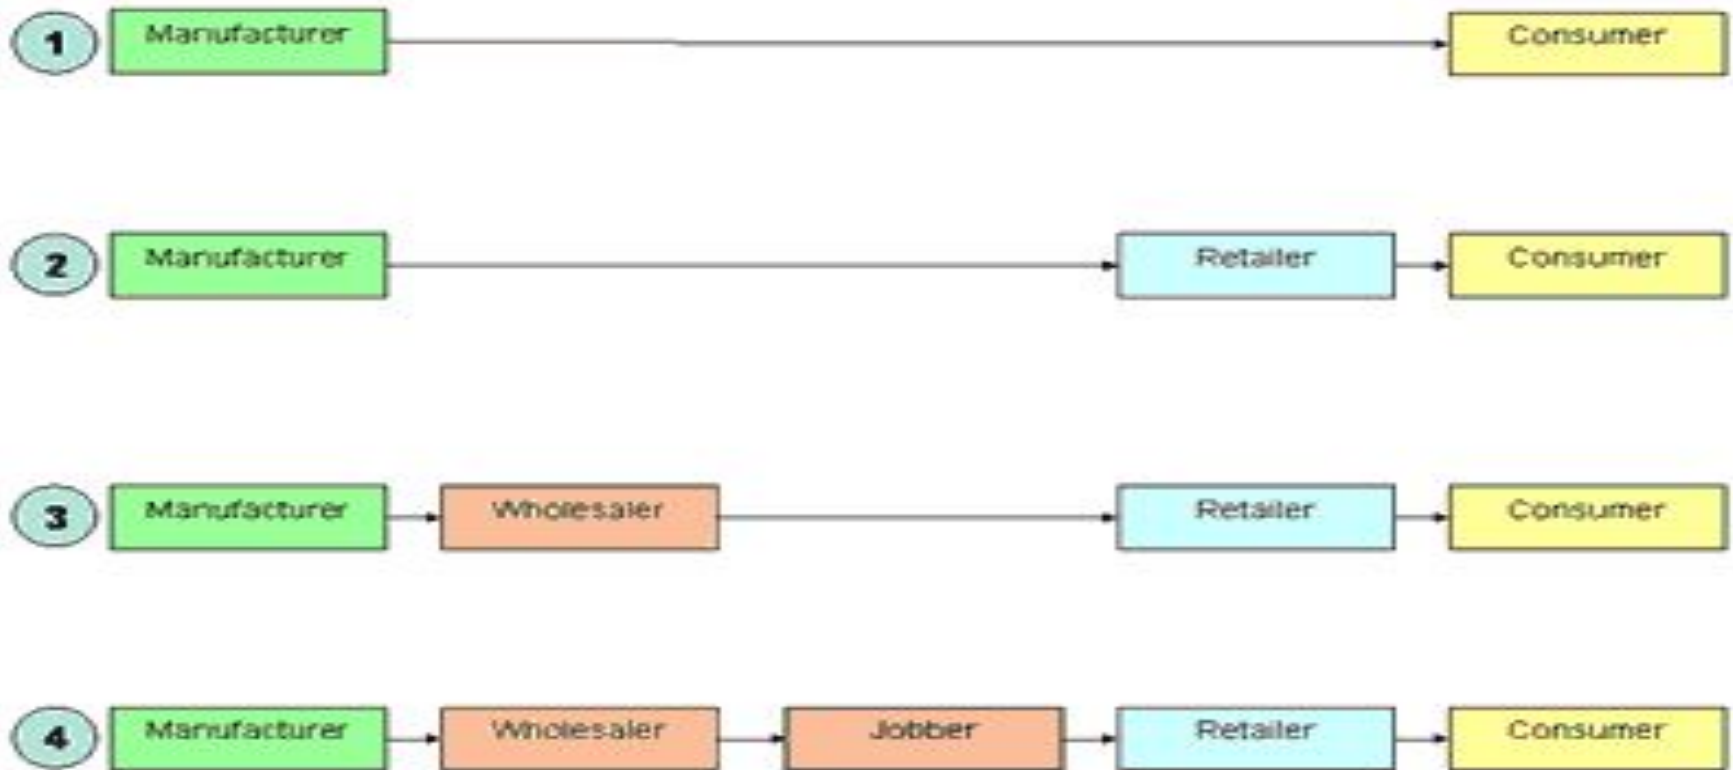 1 Manufacturer Consumer
2 Manufacturer Retailer Consumer
3 Manufacturer Wholesaler Retailer Consumer
4 Manufacturer Wholesaler Jobber Retailer Consumer